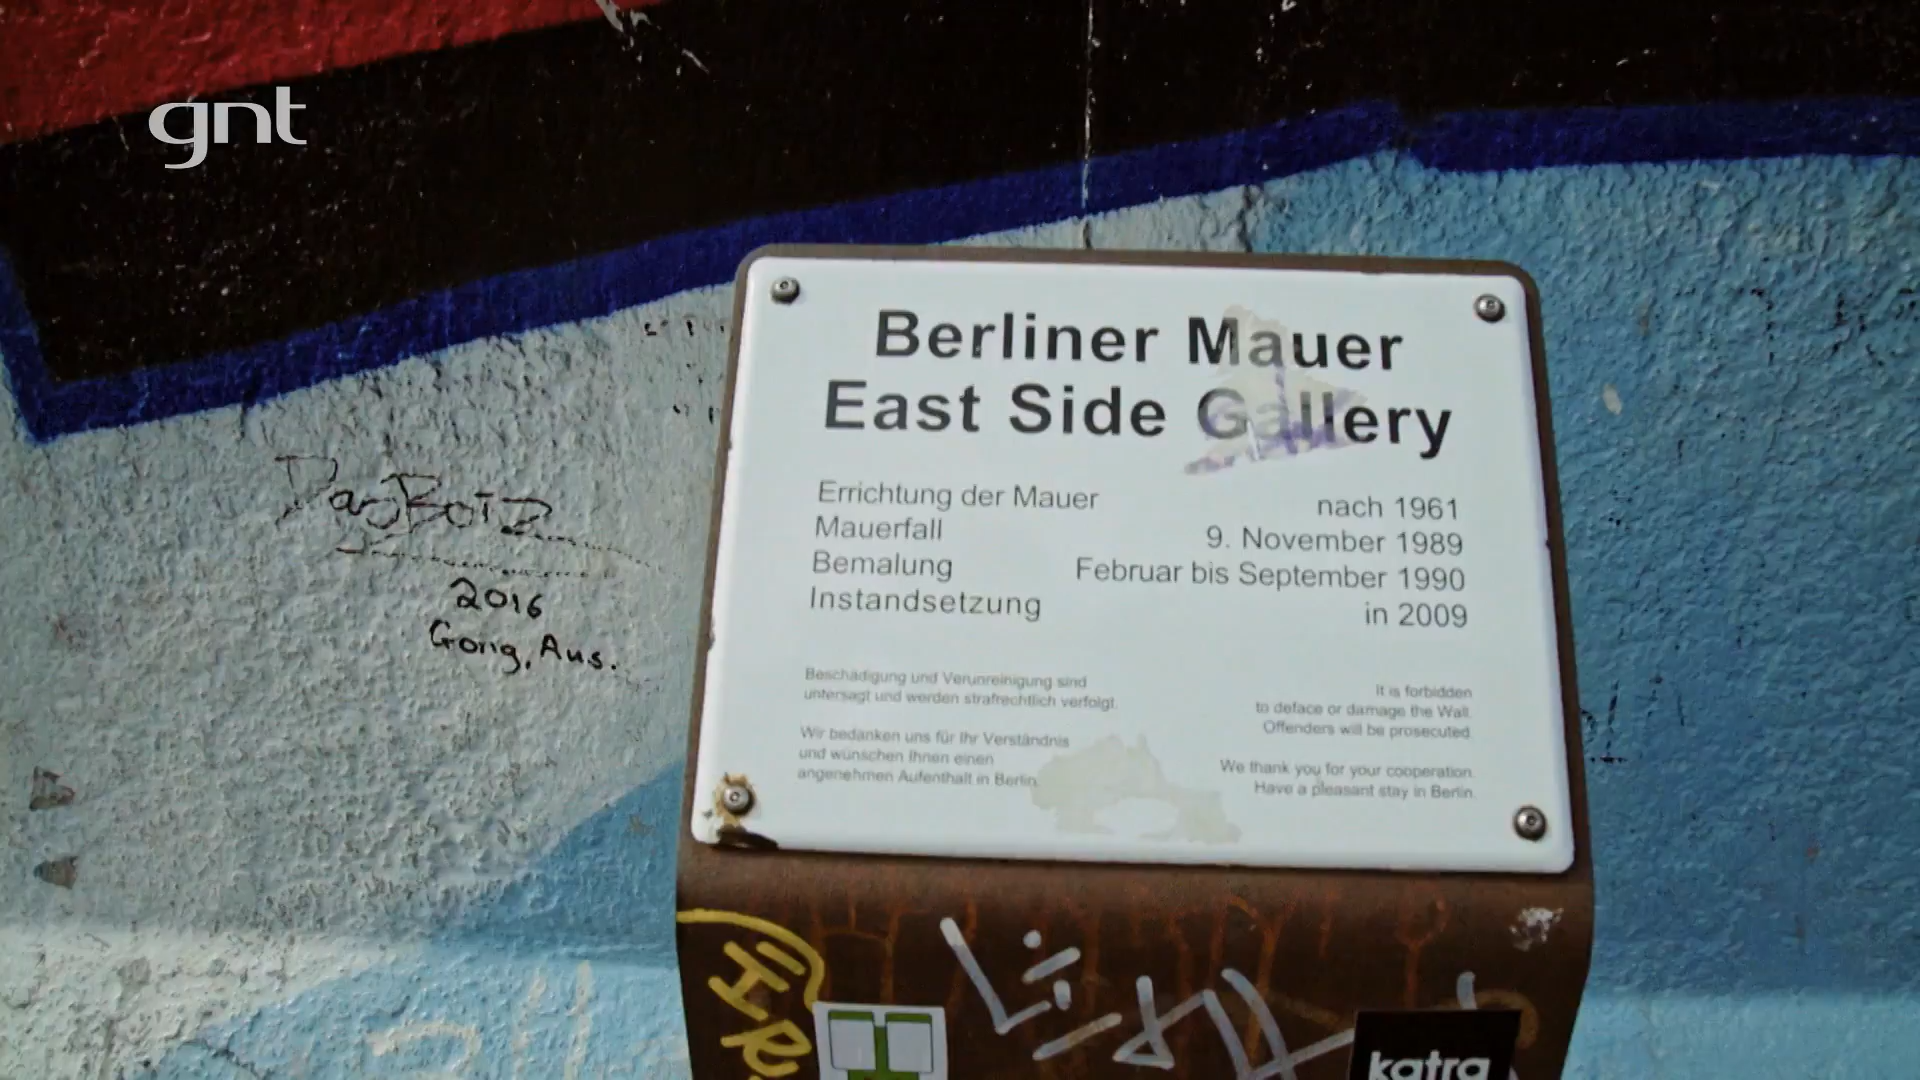 gnt
Berliner Mauer
East Side Gallery
Errichtung der Mauer nach 1961
Mauerfall 9. November 1989
Bemalung Februar bis September 1990
Instandsetzung in 2009
Beschädigung und Verunreinigung sind
untersagt und werden strafrechtlich verfolgt.
Wir bedanken uns für Ihr Verständnis
und wünschen Ihnen einen
angenehmen Aufenthalt in Berlin.
It is forbidden
to deface or damage the Wall.
Offenders will be prosecuted.
We thank you for your cooperation.
Have a pleasant stay in Berlin.
2016
Gong, Aus.
katra